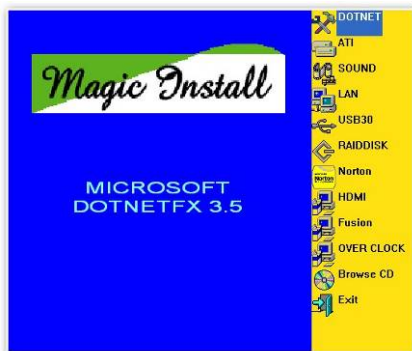 Magic Install
MICROSOFT
DOTNETFX 3.5
DOTNET
ATI
SOUND
LAN
USB30
RAIDDISK
Norton
HDMI
Fusion
OVER CLOCK
Browse CD
Exit